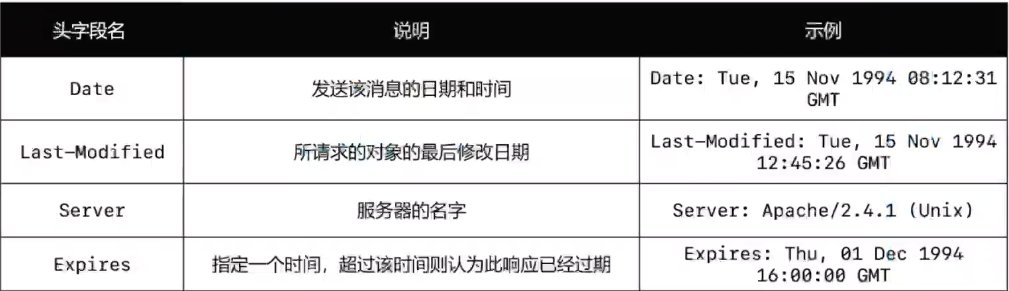 头字段名 说明 示例
Date 发送该消息的日期和时间 Date: Tue, 15 Nov 1994 08:12:31
GMT
Last-Modified 所请求的对象的最后修改日期 Last-Modified: Tue, 15 Nov 1994
12:45:26 GMT
Server 服务器的名字 Server: Apache/2.4.1 (Unix)
Expires 指定一个时间，超过该时间则认为此响应已经过期 Expires: Thu, 01 Dec 1994
16:00:00 GMT